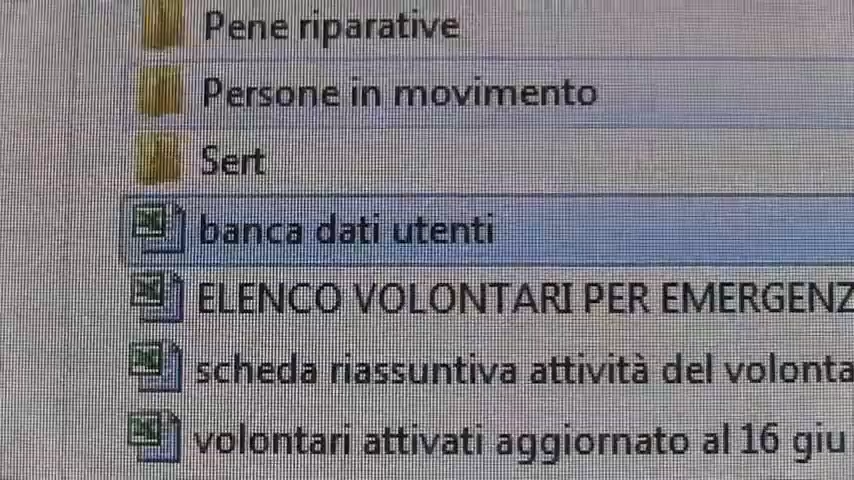 Pene riparative
Persone in movimento
Sert
banca dati utenti
ELENCO VOLONTARI PER EMERGENZ
scheda riassuntiva attività del volonta
volontari attivati aggiornato al 16 giu